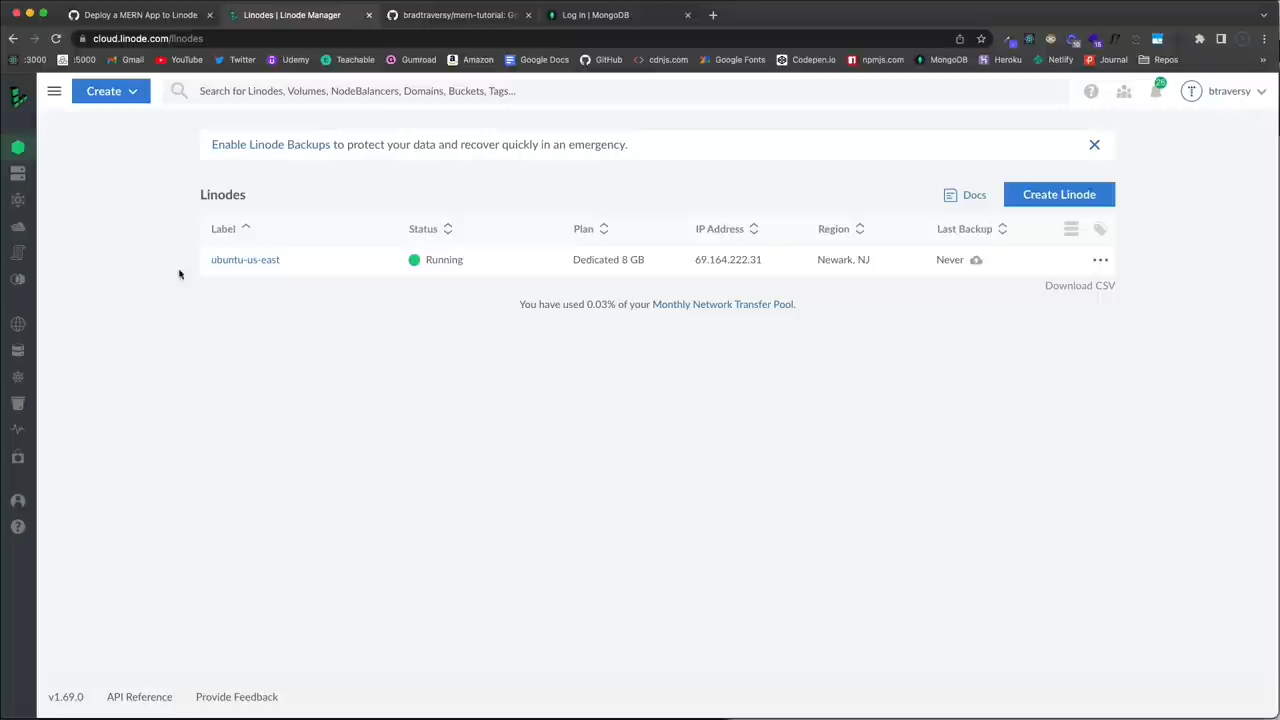 Deploy a MERN App to Linode
Linodes | Linode Manager
bradtraversy/mern-tutorial: Gr
Log in | MongoDB
cloud.linode.com/linodes
:3000
:5000
Gmail
YouTube
Twitter
Udemy
Teachable
Gumroad
Amazon
Google Docs
GitHub
cdnjs.com
Google Fonts
Codepen.io
npmjs.com
MongoDB
Heroku
Netlify
Journal
Repos
Create
Search for Linodes, Volumes, NodeBalancers, Domains, Buckets, Tags...
26
T
btraversy
Enable Linode Backups to protect your data and recover quickly in an emergency.
Linodes
Docs
Create Linode
Label Status Plan IP Address Region Last Backup
ubuntu-us-east Running Dedicated 8 GB 69.164.222.31 Newark, NJ Never
Download CSV
You have used 0.03% of your Monthly Network Transfer Pool.
v1.69.0 API Reference Provide Feedback